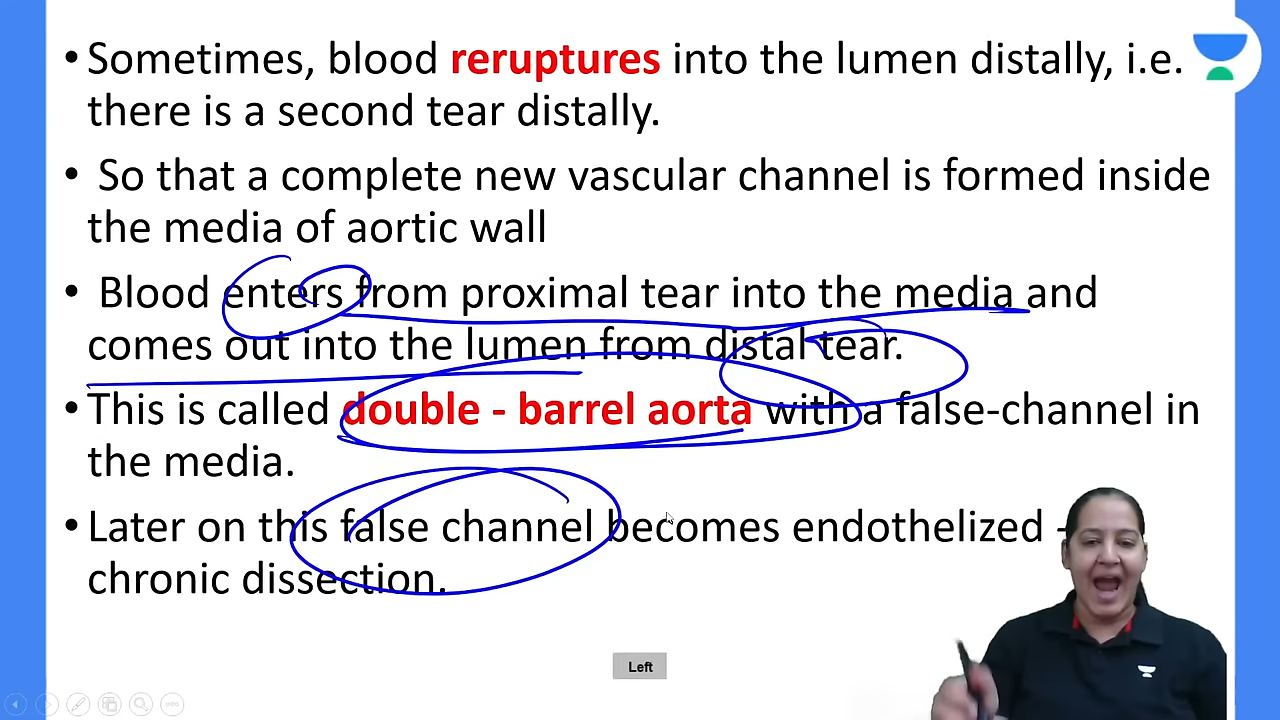 • Sometimes, blood reruptures into the lumen distally, i.e.
there is a second tear distally.
• So that a complete new vascular channel is formed inside
the media of aortic wall
• Blood enters from proximal tear into the media and
comes out into the lumen from distal tear.
• This is called double - barrel aorta with a false-channel in
the media.
• Later on this false channel becomes endothelized -
chronic dissection.
Left